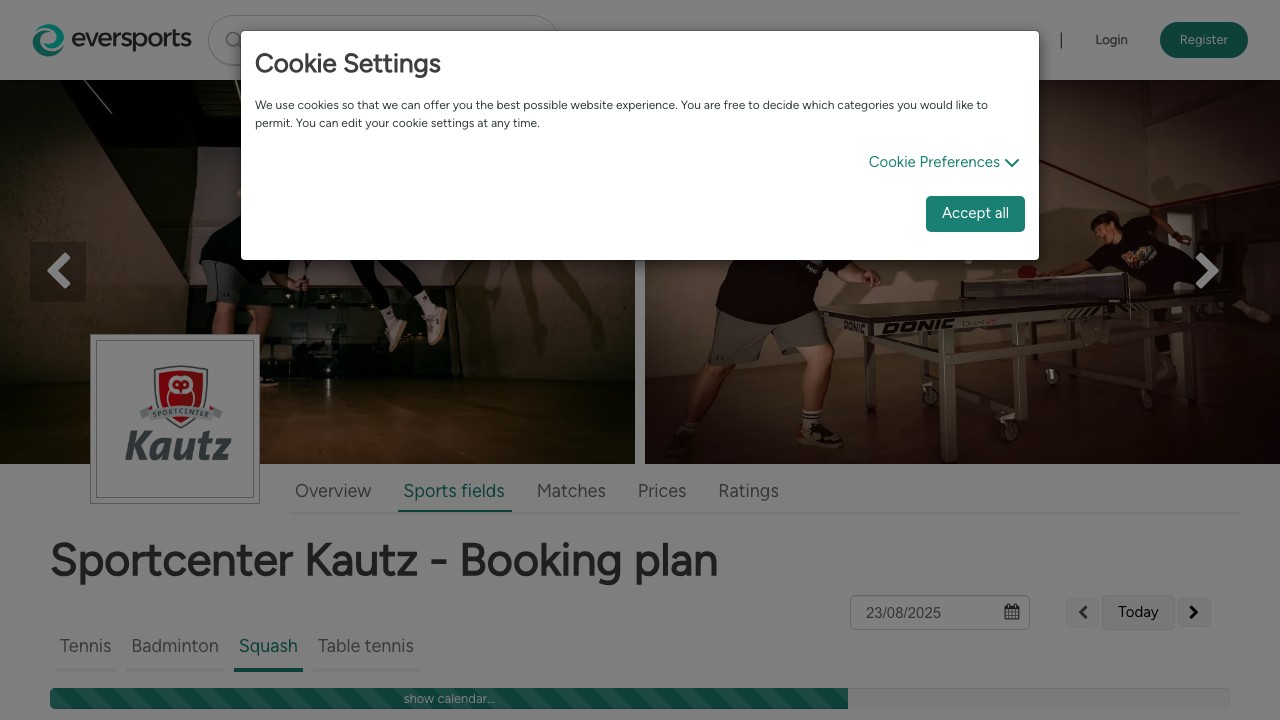 eversports
|
Login
Register
Cookie Settings
We use cookies so that we can offer you the best possible website experience. You are free to decide which categories you would like to
permit. You can edit your cookie settings at any time.
Cookie Preferences
Accept all
DONIC
DONIC
SPORTCENTER
Kautz
Overview
Sports fields
Matches
Prices
Ratings
Sportcenter Kautz - Booking plan
23/08/2025
Today
Tennis
Badminton
Squash
Table tennis
show calendar...